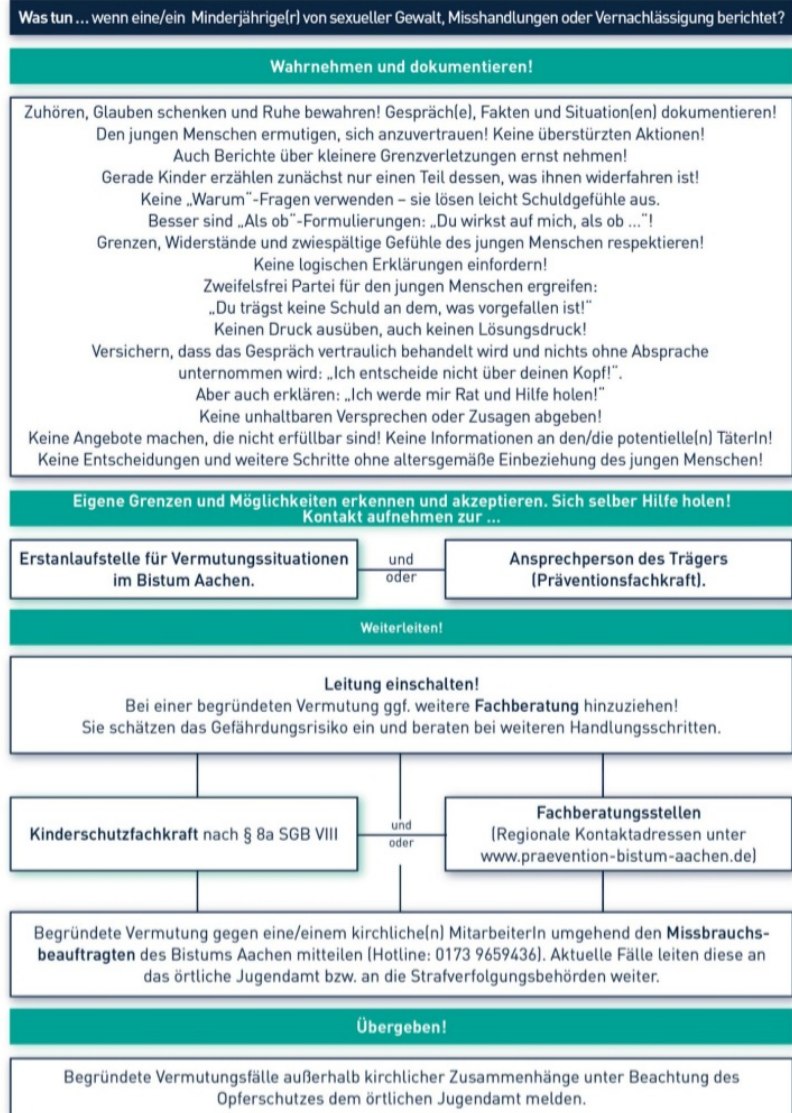 Was tun ... wenn eine/ein Minderjährige(r) von sexueller Gewalt, Misshandlungen oder Vernachlässigung berichtet?
Wahrnehmen und dokumentieren!
Zuhören, Glauben schenken und Ruhe bewahren! Gespräch(e), Fakten und Situation(en) dokumentieren!
Den jungen Menschen ermutigen, sich anzuvertrauen! Keine überstürzten Aktionen!
Auch Berichte über kleinere Grenzverletzungen ernst nehmen!
Gerade Kinder erzählen zunächst nur einen Teil dessen, was ihnen widerfahren ist!
Keine „Warum“-Fragen verwenden – sie lösen leicht Schuldgefühle aus.
Besser sind „Als ob“-Formulierungen: „Du wirkst auf mich, als ob ...“!
Grenzen, Widerstände und zwiespältige Gefühle des jungen Menschen respektieren!
Keine logischen Erklärungen einfordern!
Zweifelsfrei Partei für den jungen Menschen ergreifen:
„Du trägst keine Schuld an dem, was vorgefallen ist!“
Keinen Druck ausüben, auch keinen Lösungsdruck!
Versichern, dass das Gespräch vertraulich behandelt wird und nichts ohne Absprache
unternommen wird: „Ich entscheide nicht über deinen Kopf!“.
Aber auch erklären: „Ich werde mir Rat und Hilfe holen!“
Keine unhaltbaren Versprechen oder Zusagen abgeben!
Keine Angebote machen, die nicht erfüllbar sind! Keine Informationen an den/die potentielle(n) TäterIn!
Keine Entscheidungen und weitere Schritte ohne altersgemäße Einbeziehung des jungen Menschen!
Eigene Grenzen und Möglichkeiten erkennen und akzeptieren. Sich selber Hilfe holen!
Kontakt aufnehmen zur ...
Erstanlaufstelle für Vermutungssituationen
im Bistum Aachen.
und
oder
Ansprechperson des Trägers
(Präventionsfachkraft).
Weiterleiten!
Leitung einschalten!
Bei einer begründeten Vermutung ggf. weitere Fachberatung hinzuziehen!
Sie schätzen das Gefährdungsrisiko ein und beraten bei weiteren Handlungsschritten.
Kinderschutzfachkraft nach § 8a SGB VIII
und
oder
Fachberatungsstellen
(Regionale Kontaktadressen unter
www.praevention-bistum-aachen.de)
Begründete Vermutung gegen eine/einem kirchliche(n) MitarbeiterIn umgehend den Missbrauchs-
beauftragten des Bistums Aachen mitteilen (Hotline: 0173 9659436). Aktuelle Fälle leiten diese an
das örtliche Jugendamt bzw. an die Strafverfolgungsbehörden weiter.
Übergeben!
Begründete Vermutungsfälle außerhalb kirchlicher Zusammenhänge unter Beachtung des
Opferschutzes dem örtlichen Jugendamt melden.